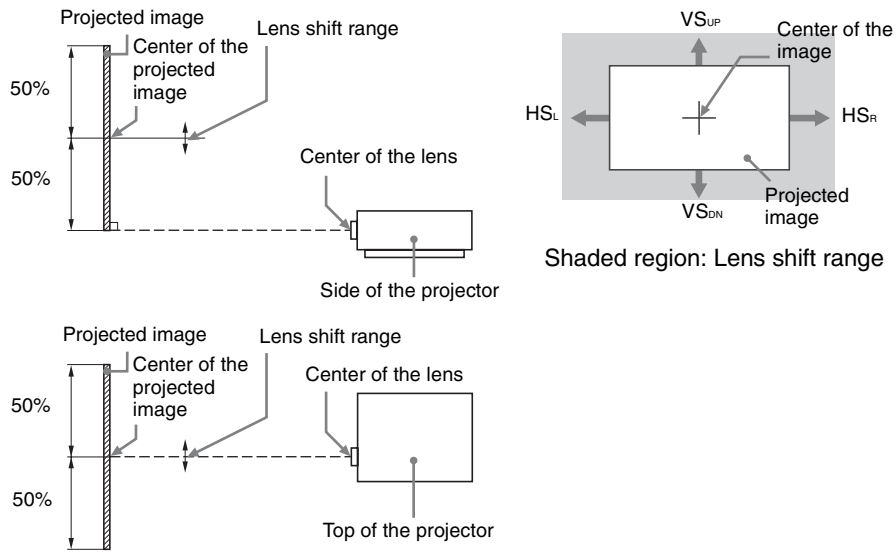 Projected image
Center of the
projected
image
Lens shift range
50%
50%
Center of the lens
Side of the projector
VSUP
Center of the
image
HSL
HSR
VSDN
Projected
image
Shaded region: Lens shift range
Projected image
Center of the
projected
image
Lens shift range
50%
50%
Center of the lens
Top of the projector